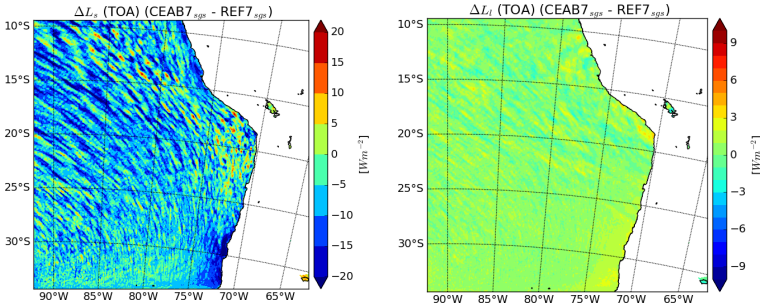 ΔL_s (TOA) (CEAB7_sgs - REF7_sgs)
10°S
15°S
20°S
25°S
30°S
90°W 85°W 80°W 75°W 70°W 65°W
20
15
10
5
0
−5
−10
−15
−20
[Wm⁻²]
ΔL_l (TOA) (CEAB7_sgs - REF7_sgs)
10°S
15°S
20°S
25°S
30°S
90°W 85°W 80°W 75°W 70°W 65°W
9
6
3
0
−3
−6
−9
[Wm⁻²]